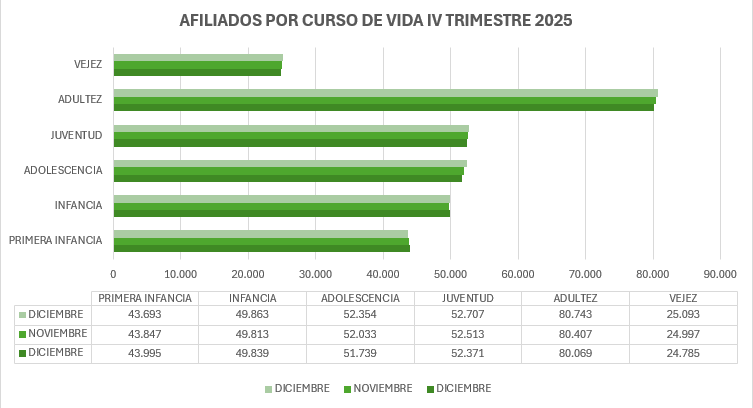 AFILIADOS POR CURSO DE VIDA IV TRIMESTRE 2025
VEJEZ
ADULTEZ
JUVENTUD
ADOLESCENCIA
INFANCIA
PRIMERA INFANCIA
0 10.000 20.000 30.000 40.000 50.000 60.000 70.000 80.000 90.000
PRIMERA INFANCIA INFANCIA ADOLESCENCIA JUVENTUD ADULTEZ VEJEZ
DICIEMBRE 43.693 49.863 52.354 52.707 80.743 25.093
NOVIEMBRE 43.847 49.813 52.033 52.513 80.407 24.997
DICIEMBRE 43.995 49.839 51.739 52.371 80.069 24.785
DICIEMBRE NOVIEMBRE DICIEMBRE